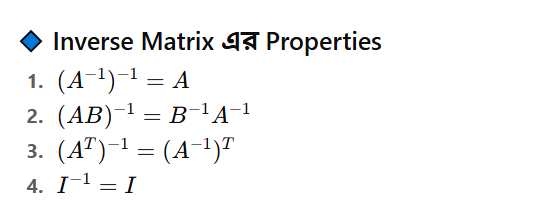 Inverse Matrix এর Properties
1. (A⁻¹)⁻¹ = A
2. (AB)⁻¹ = B⁻¹A⁻¹
3. (Aᵀ)⁻¹ = (A⁻¹)ᵀ
4. I⁻¹ = I